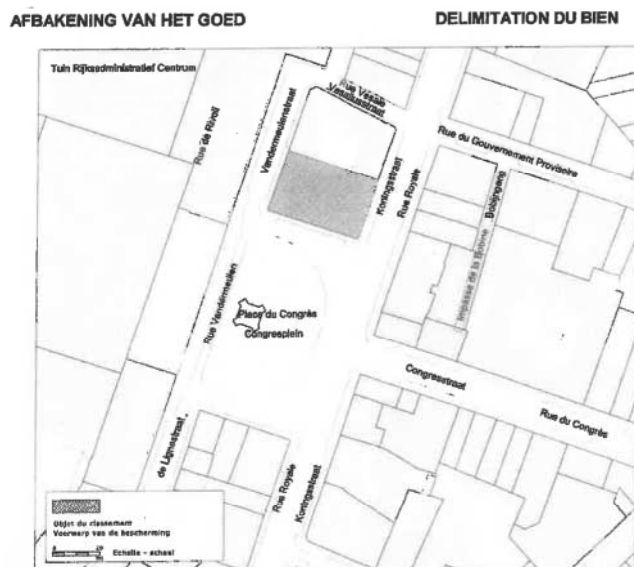 AFBAKENING VAN HET GOED
DELIMITATION DU BIEN
Tuin Rijksadministratief Centrum
Rue de Rivoli
Vandermeulenstraat
Rue Vésale
Vesaliusstraat
Koningsstraat
Rue Royale
Rue du Gouvernement Provisoire
Bobijngang
Impasse de la Bobine
Rue Vandermeulen
Place du Congrès
Congresplein
Congresstraat
Rue du Congrès
de Lignestraat
Rue Royale
Koningsstraat
Objet du classement
Voorwerp van de bescherming
Echelle - schaal